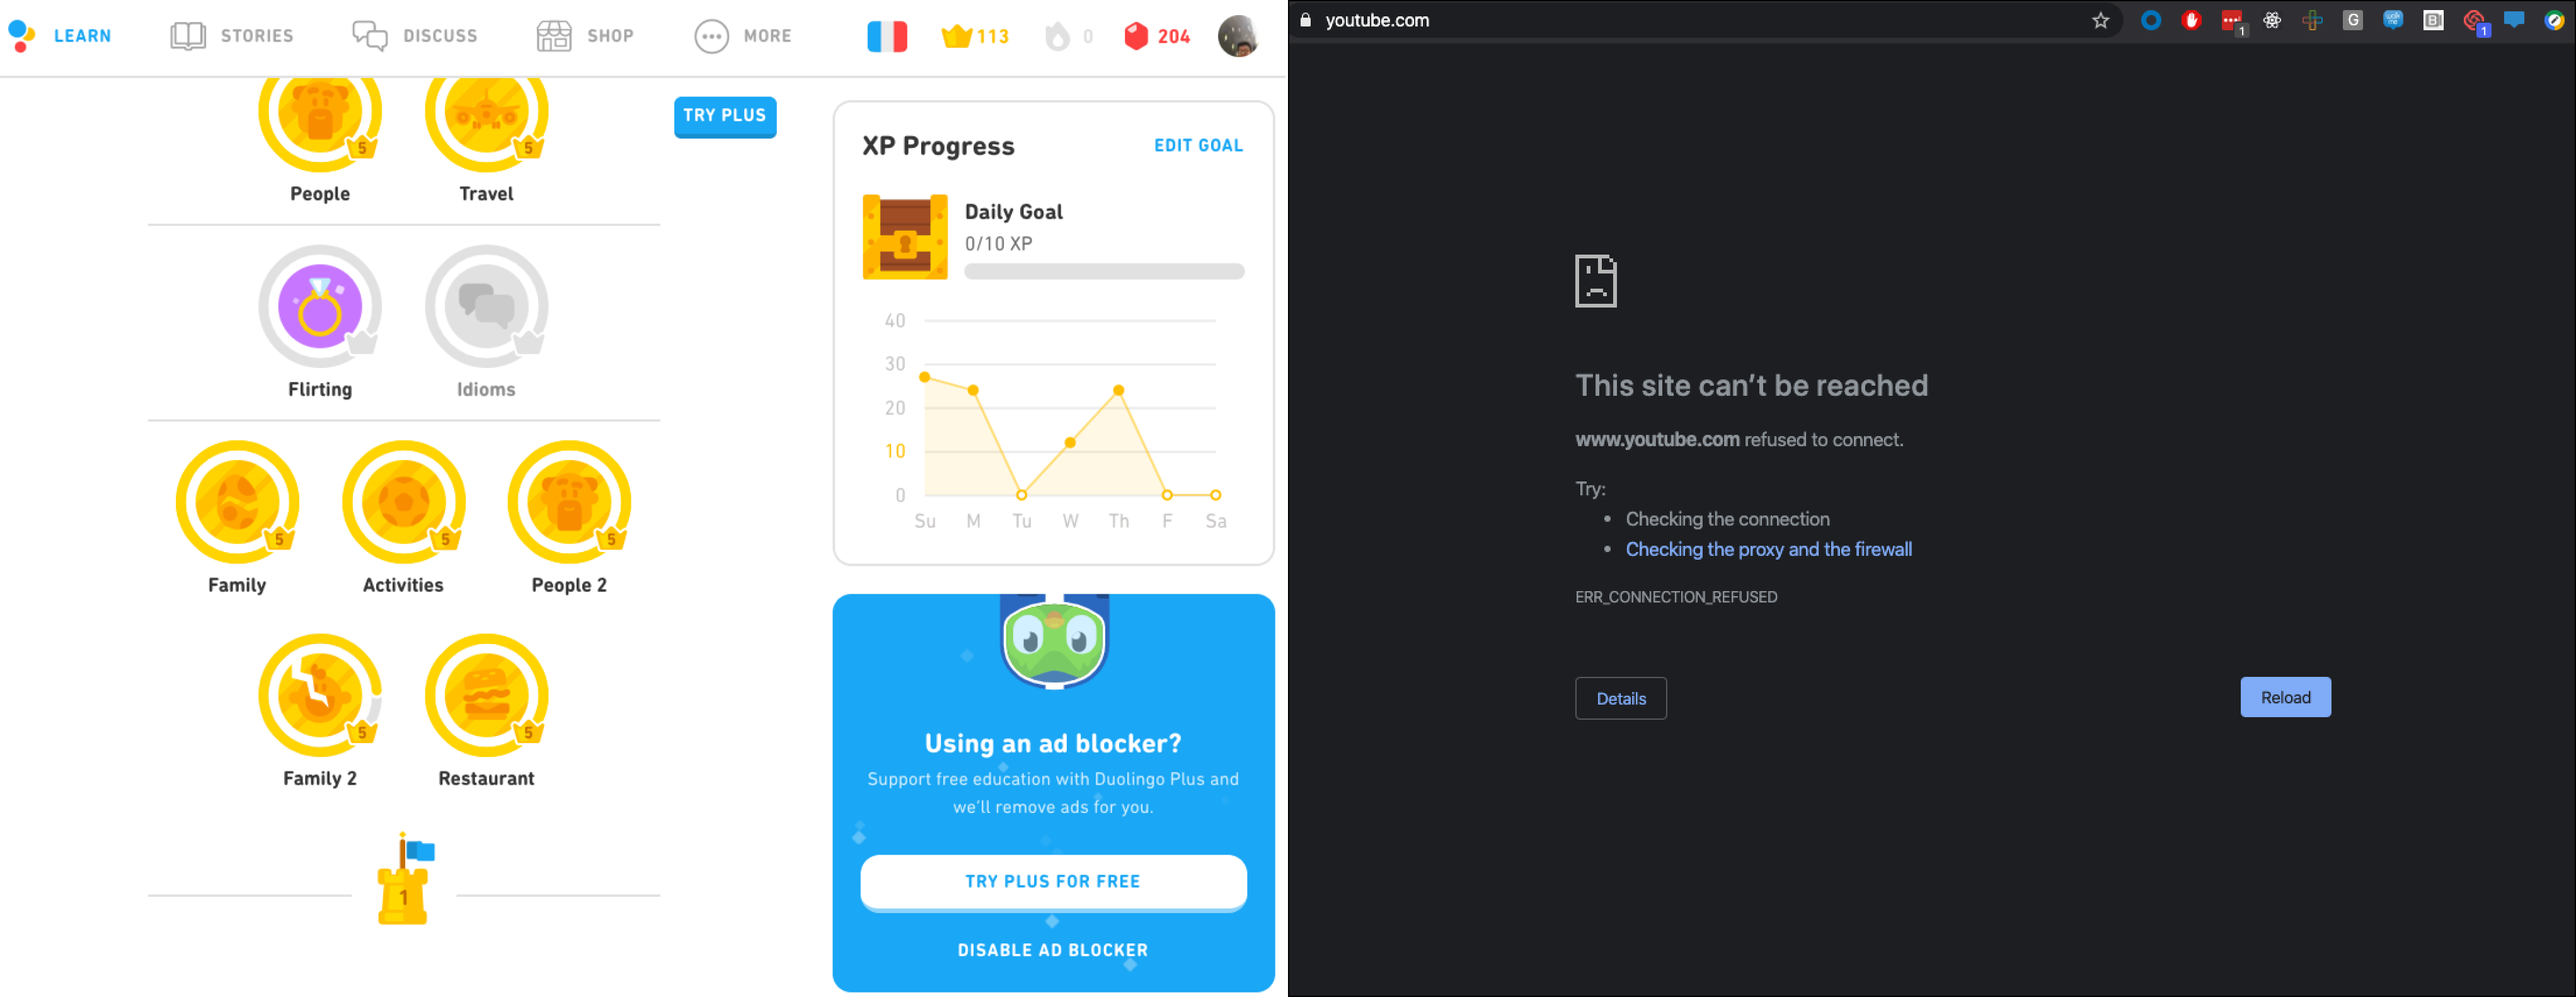 LEARN
STORIES
DISCUSS
SHOP
MORE
113
0
204
5
5
People
Travel
TRY PLUS
Flirting
Idioms
5
5
5
Family
Activities
People 2
5
5
Family 2
Restaurant
1
XP Progress
EDIT GOAL
Daily Goal
0/10 XP
40
30
20
10
0
Su M Tu W Th F Sa
Using an ad blocker?
Support free education with Duolingo Plus and
we'll remove ads for you.
TRY PLUS FOR FREE
DISABLE AD BLOCKER
youtube.com
1
G
B
1
This site can't be reached
www.youtube.com refused to connect.
Try:
• Checking the connection
• Checking the proxy and the firewall
ERR_CONNECTION_REFUSED
Details
Reload